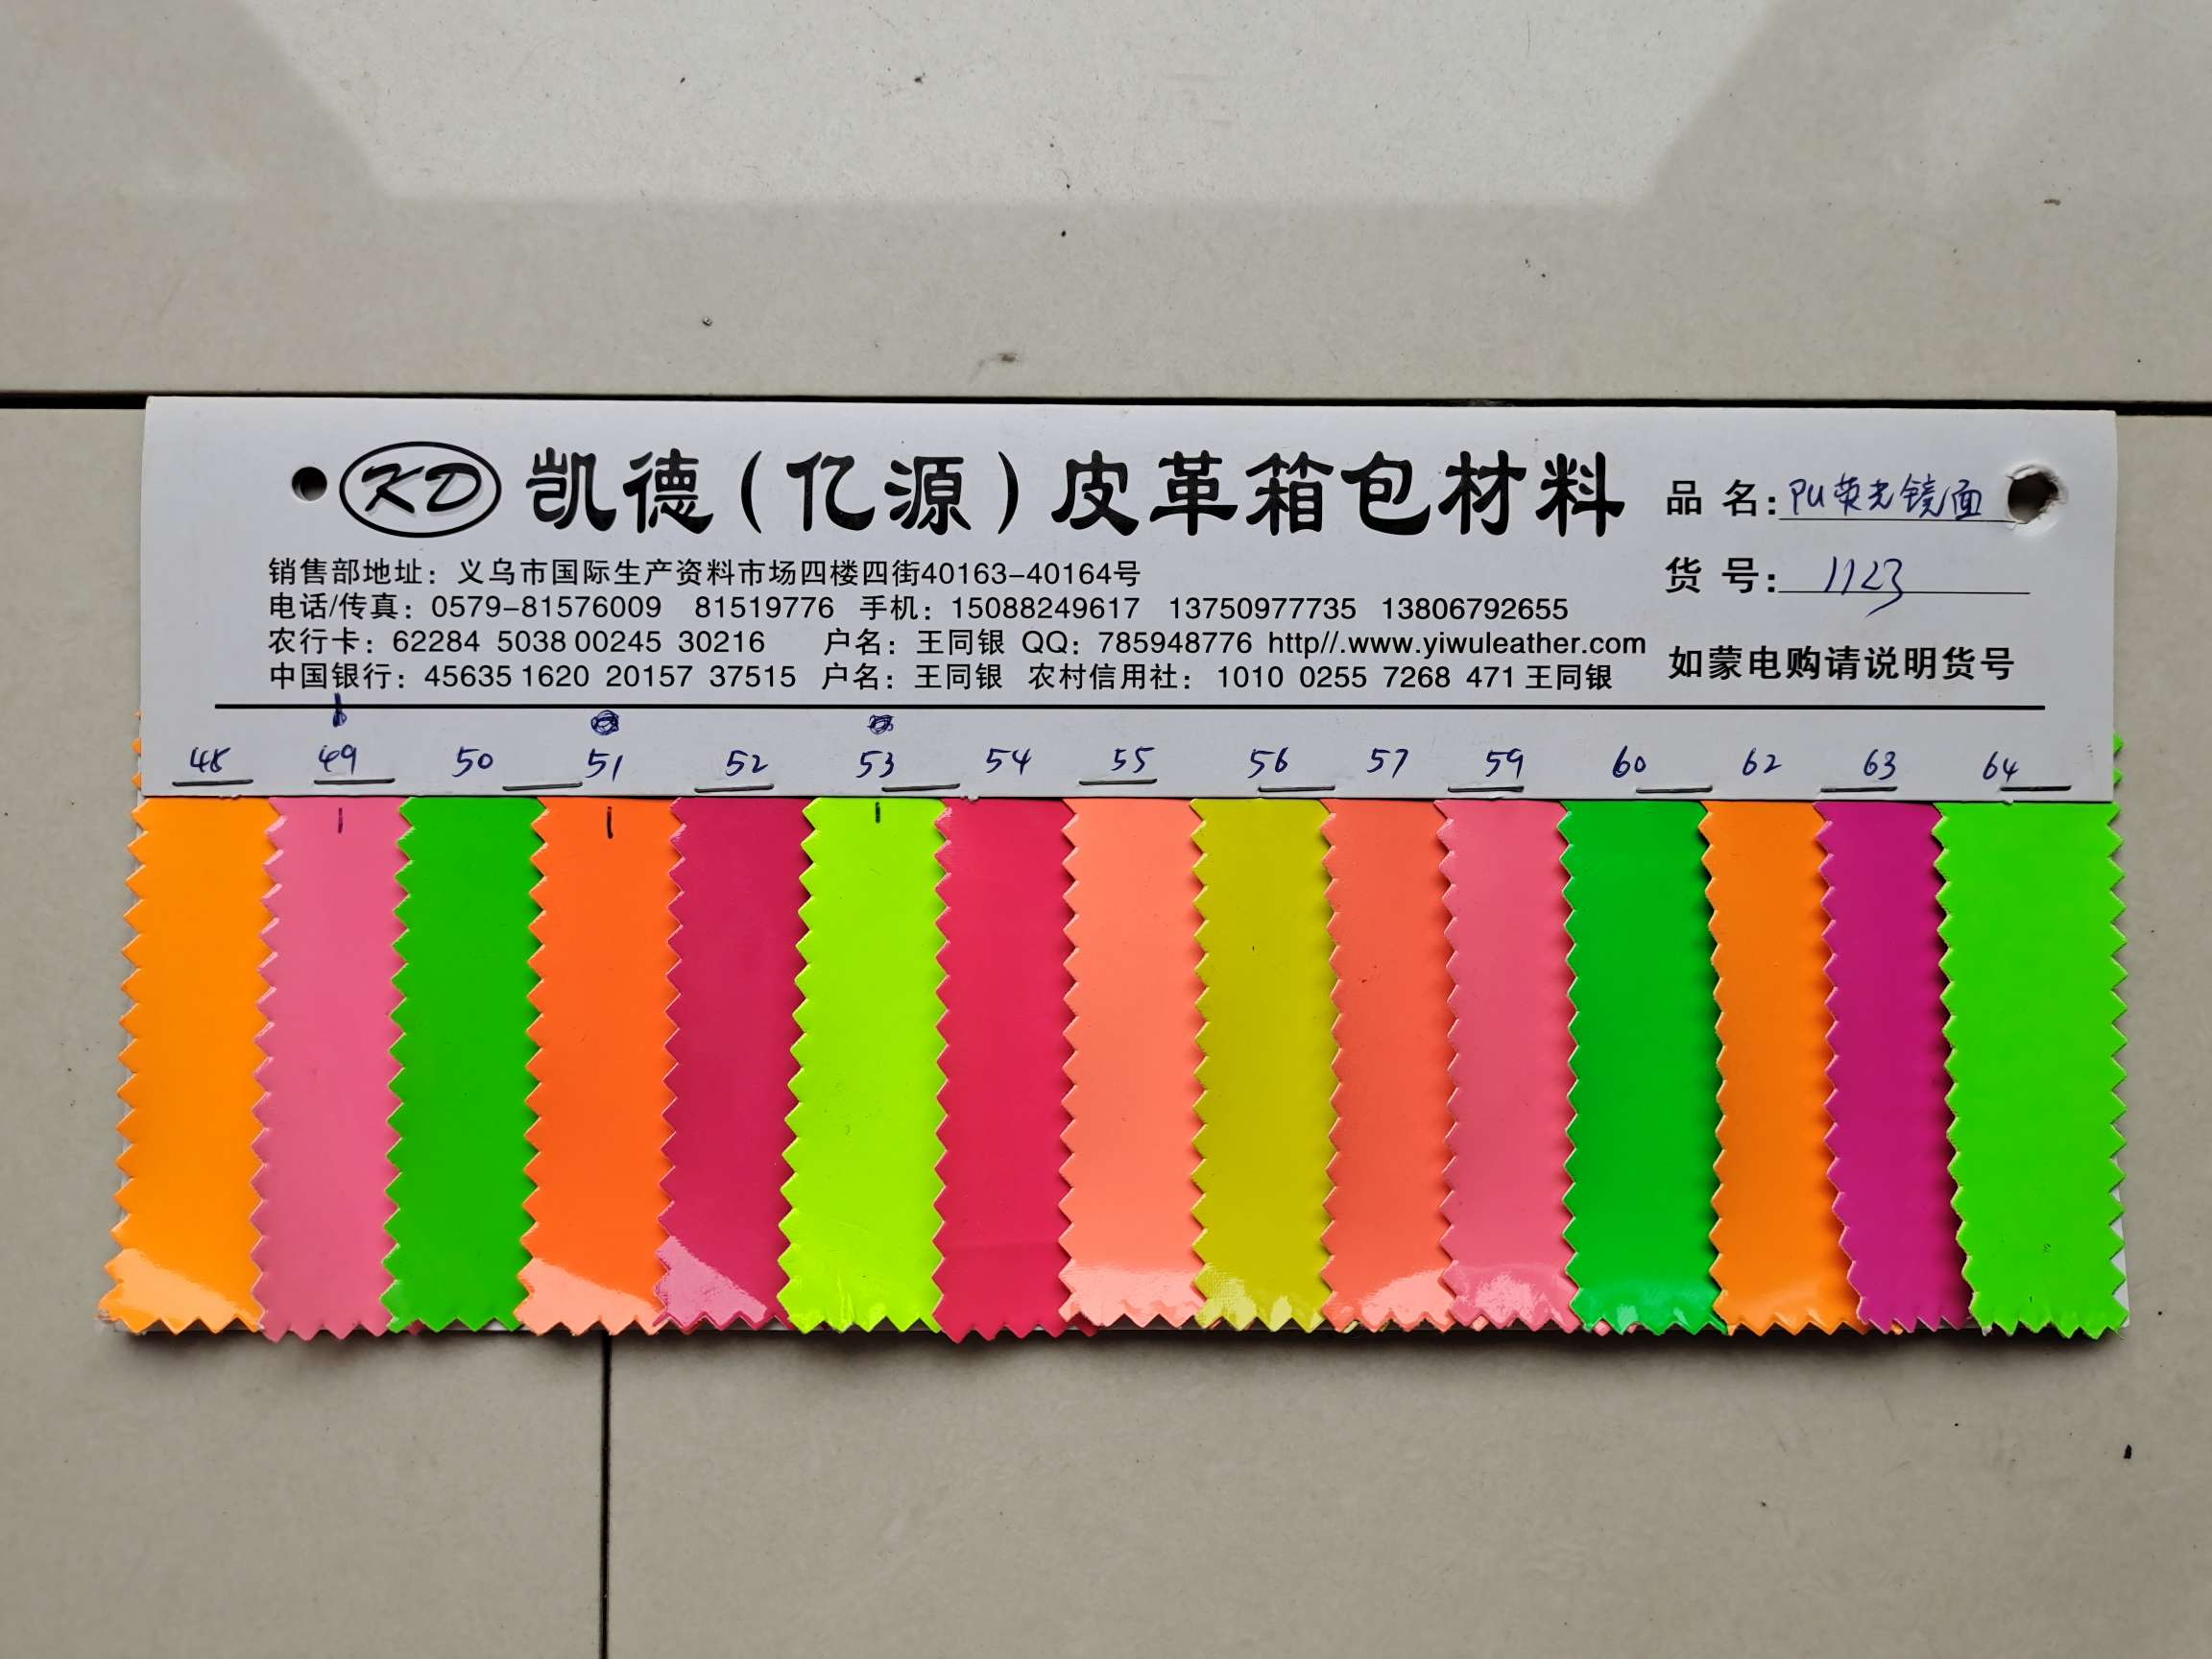 KD 凯德(亿源)皮革箱包材料
品 名: PU荧光镜面
销售部地址: 义乌市国际生产资料市场四楼四街40163-40164号
货 号: 1123
电话/传真: 0579-81576009 81519776 手机: 15088249617 13750977735 13806792655
农行卡: 62284 5038 00245 30216 户名: 王同银 QQ: 785948776 http//.www.yiwuleather.com
中国银行: 45635 1620 20157 37515 户名: 王同银 农村信用社: 1010 0255 7268 471 王同银
如蒙电购请说明货号
48 49 50 51 52 53 54 55 56 57 59 60 62 63 64